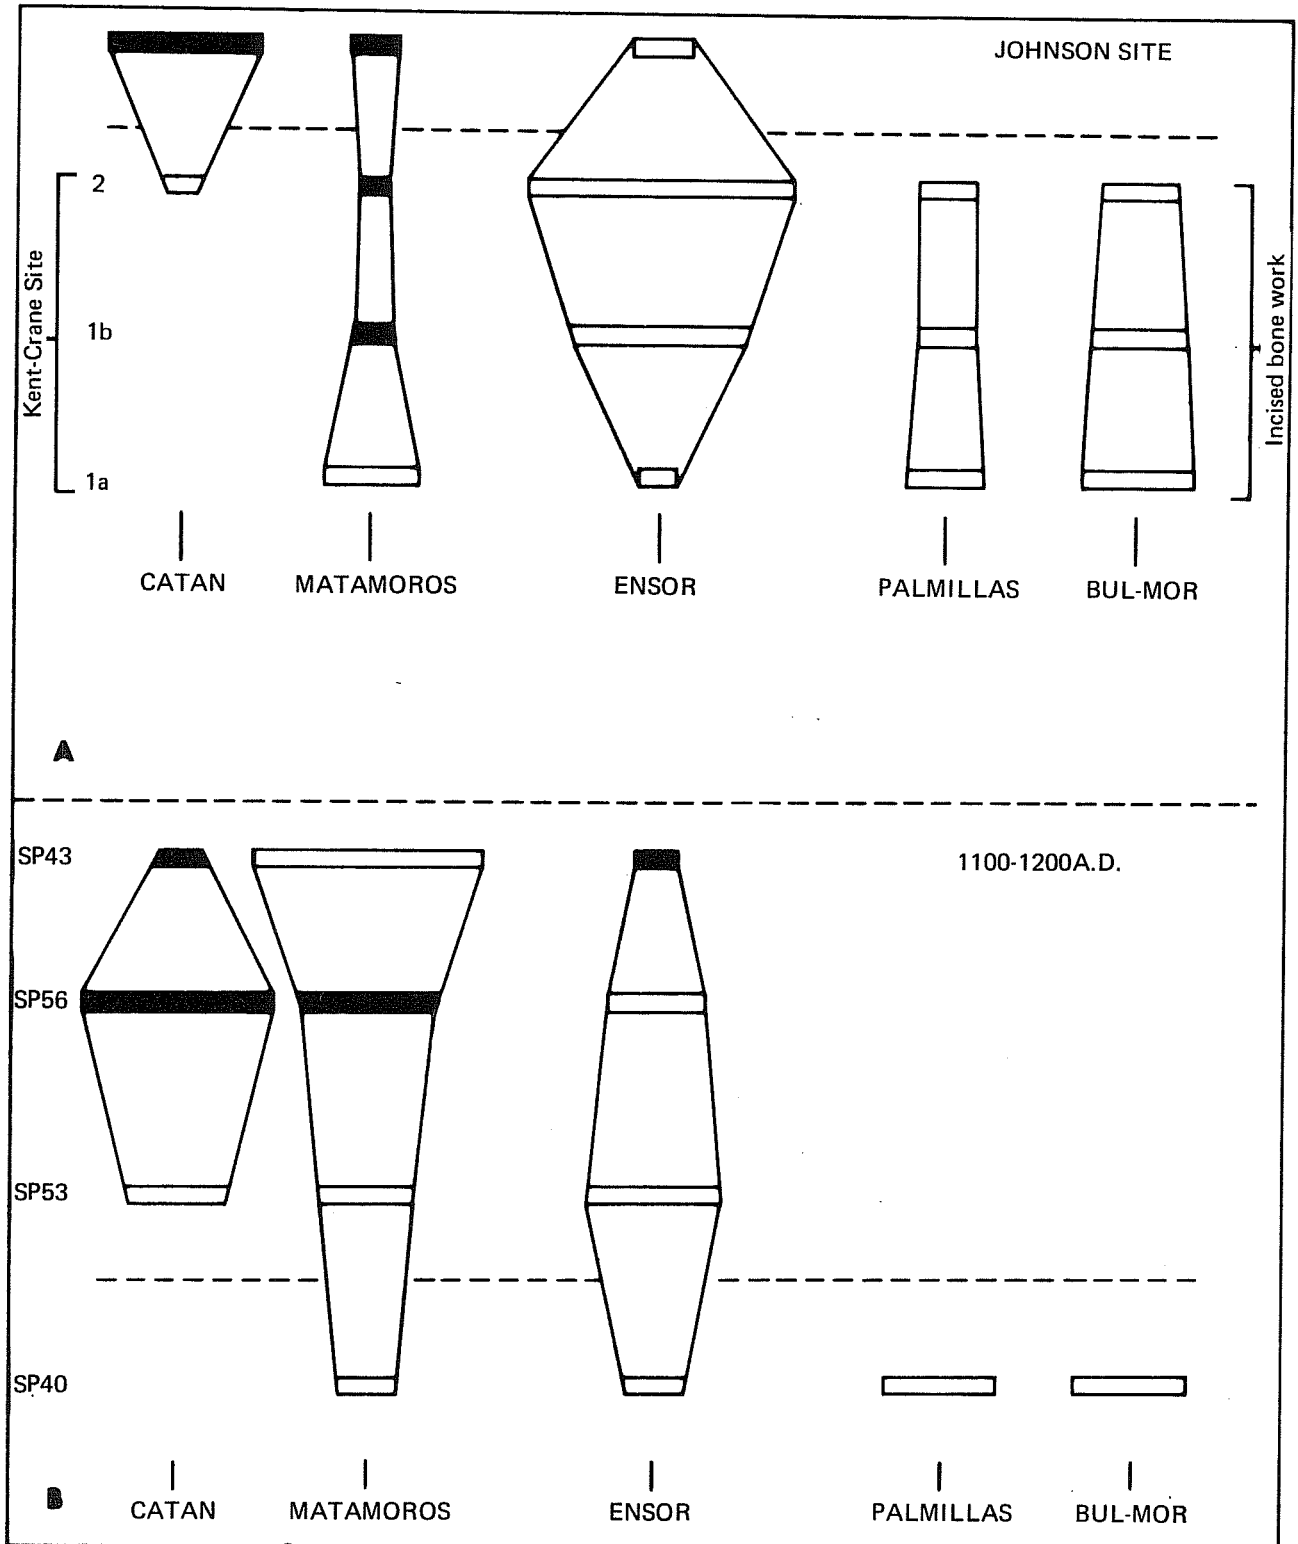 JOHNSON SITE
2
1b
1a
Kent-Crane Site
Incised bone work
CATAN
MATAMOROS
ENSOR
PALMILLAS
BUL-MOR
A
SP43
1100-1200A.D.
SP56
SP53
SP40
B
CATAN
MATAMOROS
ENSOR
PALMILLAS
BUL-MOR